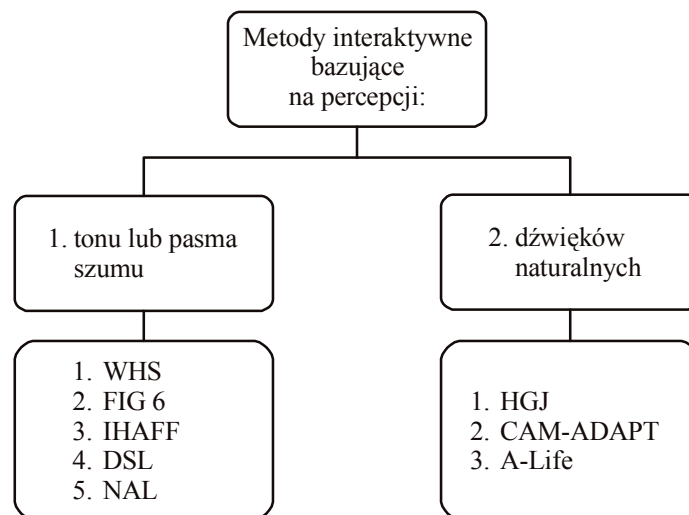 Metody interaktywne
bazujące
na percepcji:
1. tonu lub pasma
szumu
2. dźwięków
naturalnych
1. WHS
2. FIG 6
3. IHAFF
4. DSL
5. NAL
1. HGJ
2. CAM-ADAPT
3. A-Life